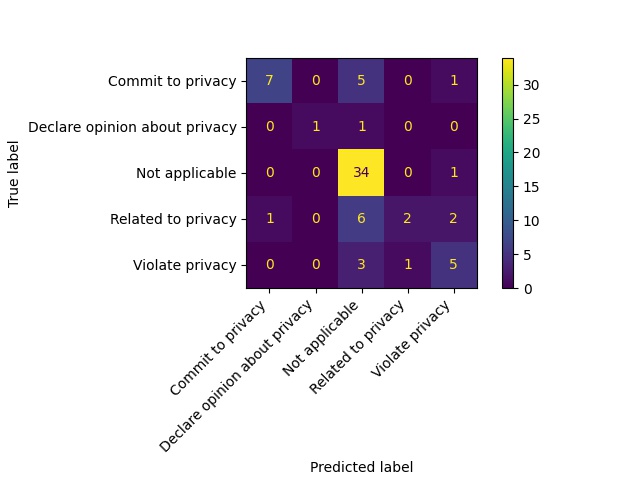 Commit to privacy 7 0 5 0 1
Declare opinion about privacy 0 1 1 0 0
Not applicable 0 0 34 0 1
Related to privacy 1 0 6 2 2
Violate privacy 0 0 3 1 5
True label
Commit to privacy
Declare opinion about privacy
Not applicable
Related to privacy
Violate privacy
Predicted label
30
25
20
15
10
5
0